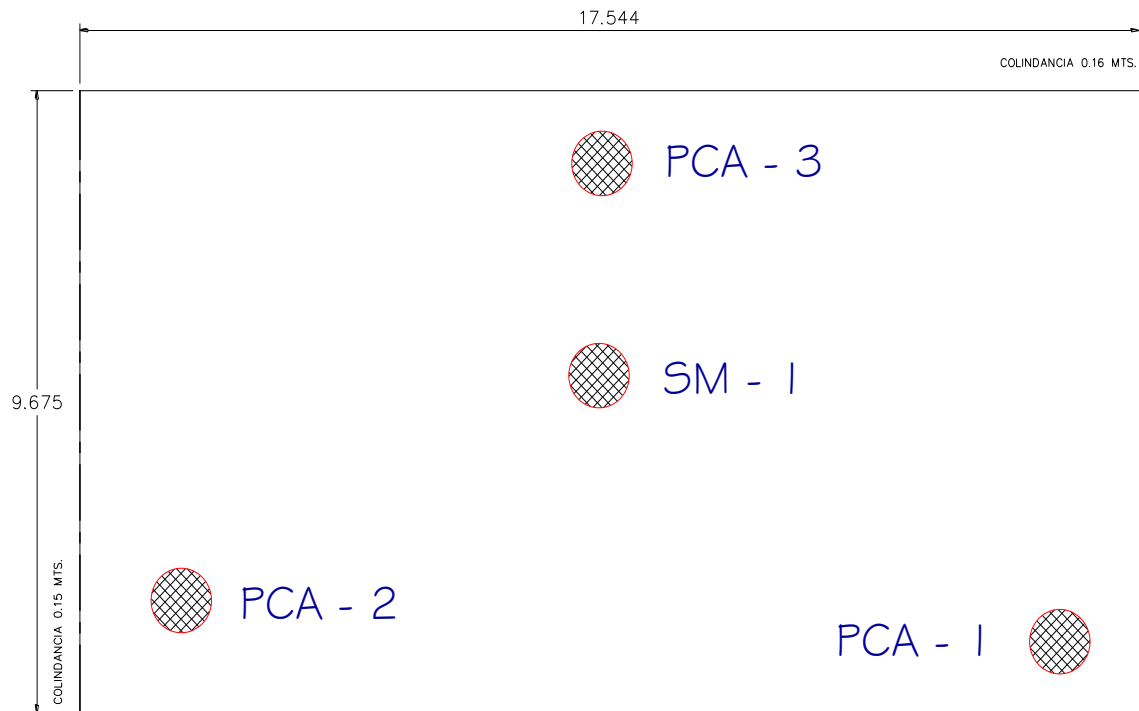 17.544
COLINDANCIA 0.16 MTS.
PCA - 3
9.675
SM - 1
COLINDANCIA 0.15 MTS.
PCA - 2
PCA - 1